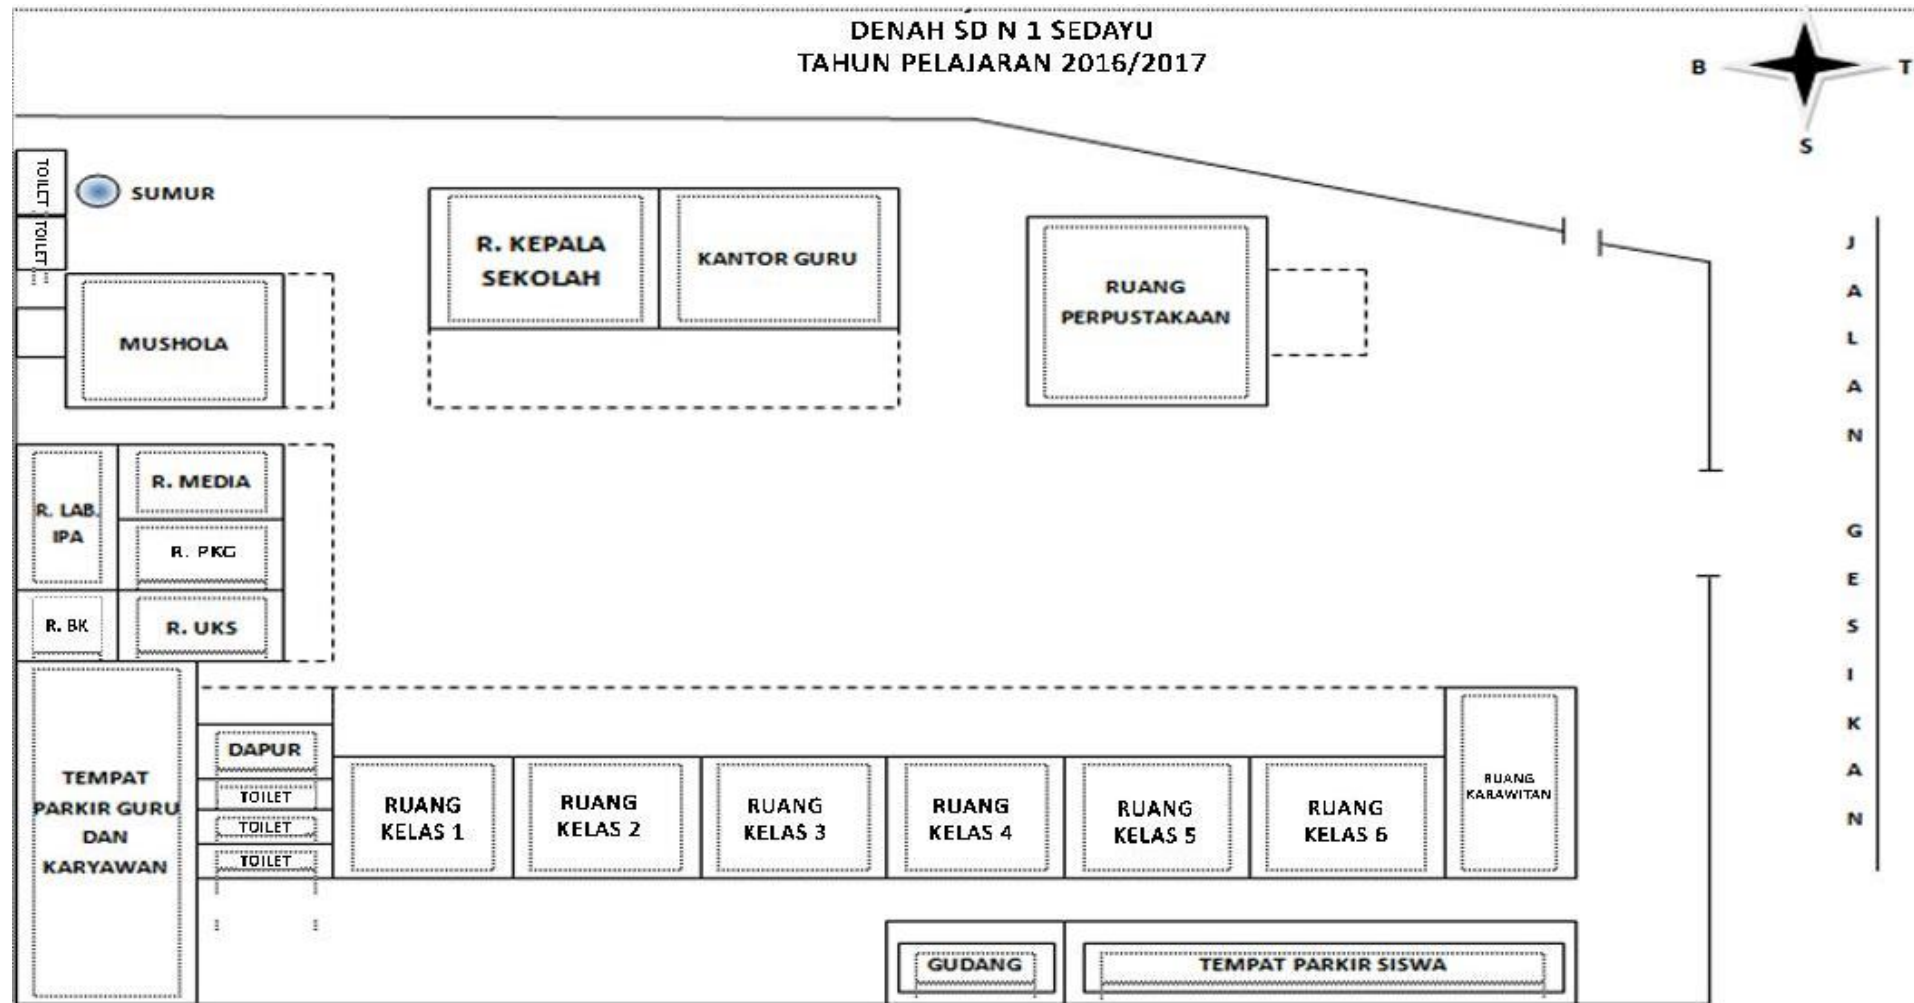 DENAH SD N 1 SEDAYU
TAHUN PELAJARAN 2016/2017
B
T
S
TOILET
TOILET
SUMUR
R. KEPALA
SEKOLAH
KANTOR GURU
RUANG
PERPUSTAKAAN
MUSHOLA
R. LAB.
IPA
R. MEDIA
R. PKG
R. BK
R. UKS
TEMPAT
PARKIR GURU
DAN
KARYAWAN
DAPUR
TOILET
TOILET
TOILET
RUANG
KELAS 1
RUANG
KELAS 2
RUANG
KELAS 3
RUANG
KELAS 4
RUANG
KELAS 5
RUANG
KELAS 6
RUANG
KARAWITAN
GUDANG
TEMPAT PARKIR SISWA
JALAN GESIKAN